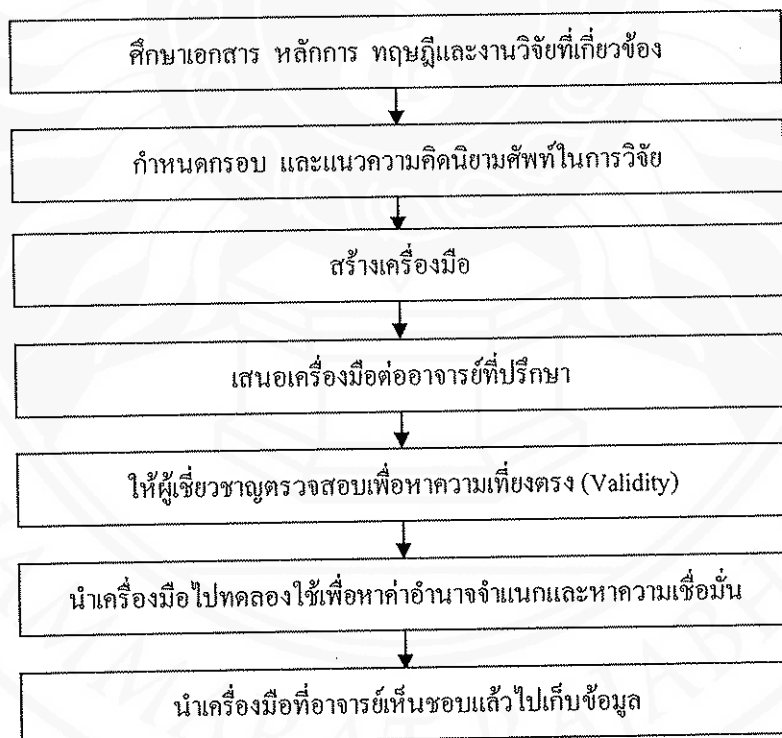 ศึกษาเอกสาร หลักการ ทฤษฎีและงานวิจัยที่เกี่ยวข้อง
กำหนดกรอบ และแนวความคิดนิยามศัพท์ในการวิจัย
สร้างเครื่องมือ
เสนอเครื่องมือต่ออาจารย์ที่ปรึกษา
ให้ผู้เชี่ยวชาญตรวจสอบเพื่อหาความเที่ยงตรง (Validity)
นำเครื่องมือไปทดลองใช้เพื่อหาค่าอำนาจจำแนกและหาความเชื่อมั่น
นำเครื่องมือที่อาจารย์เห็นชอบแล้วไปเก็บข้อมูล